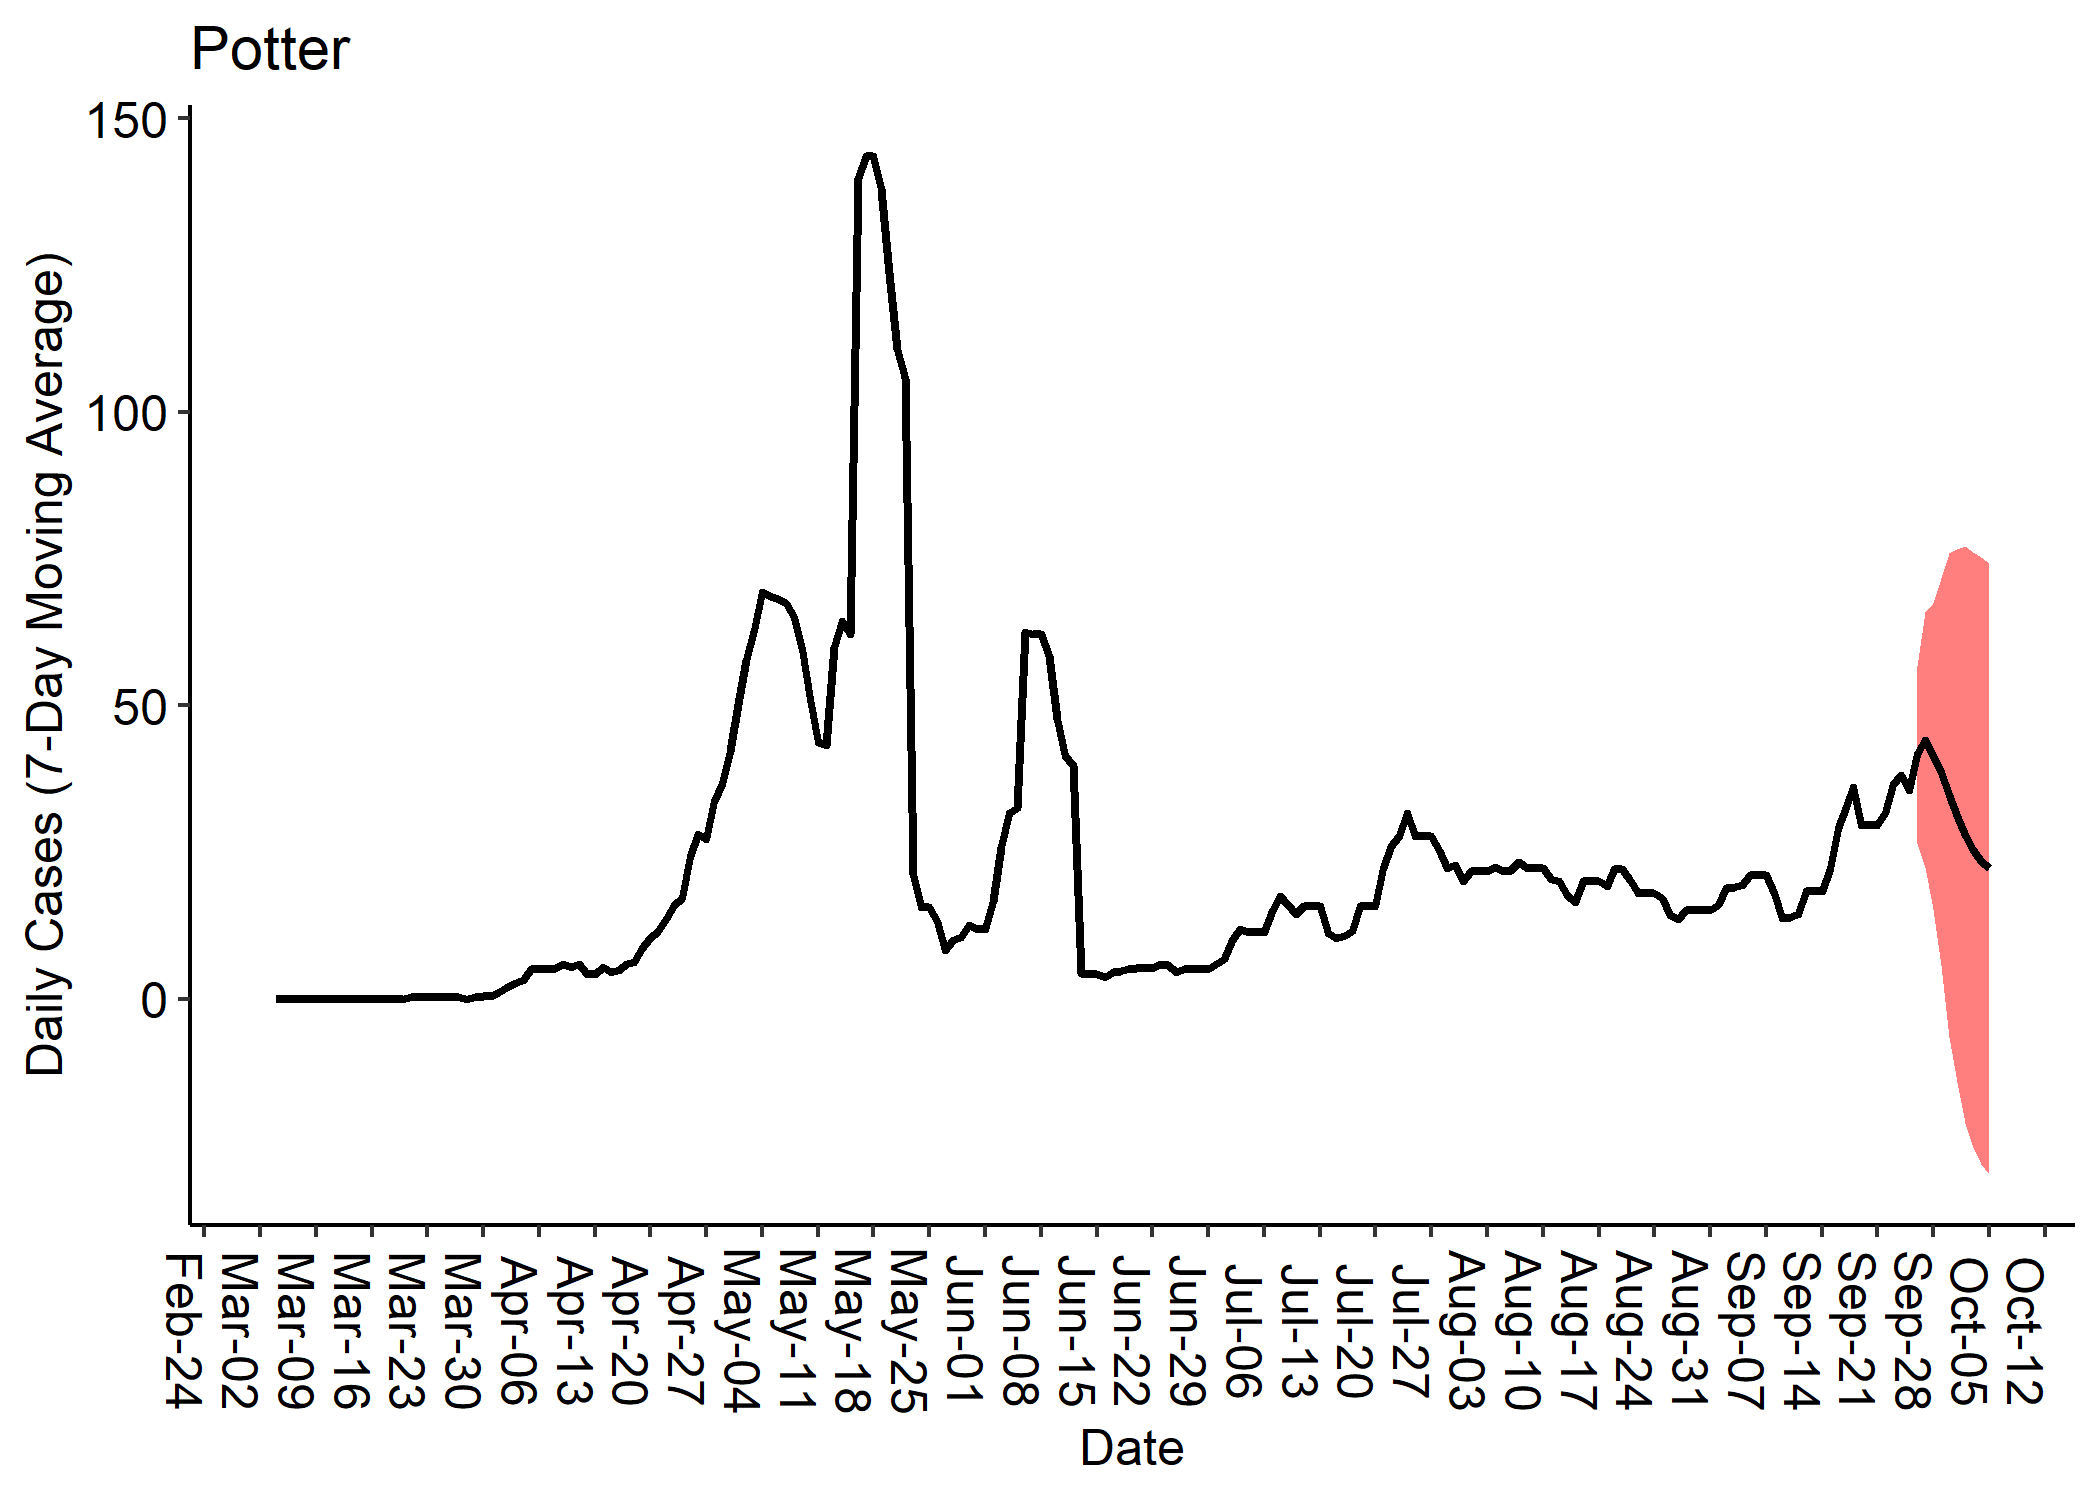 Potter
150
100
50
0
Daily Cases (7-Day Moving Average)
Feb-24
Mar-02
Mar-09
Mar-16
Mar-23
Mar-30
Apr-06
Apr-13
Apr-20
Apr-27
May-04
May-11
May-18
May-25
Jun-01
Jun-08
Jun-15
Jun-22
Jun-29
Jul-06
Jul-13
Jul-20
Jul-27
Aug-03
Aug-10
Aug-17
Aug-24
Aug-31
Sep-07
Sep-14
Sep-21
Sep-28
Oct-05
Oct-12
Date